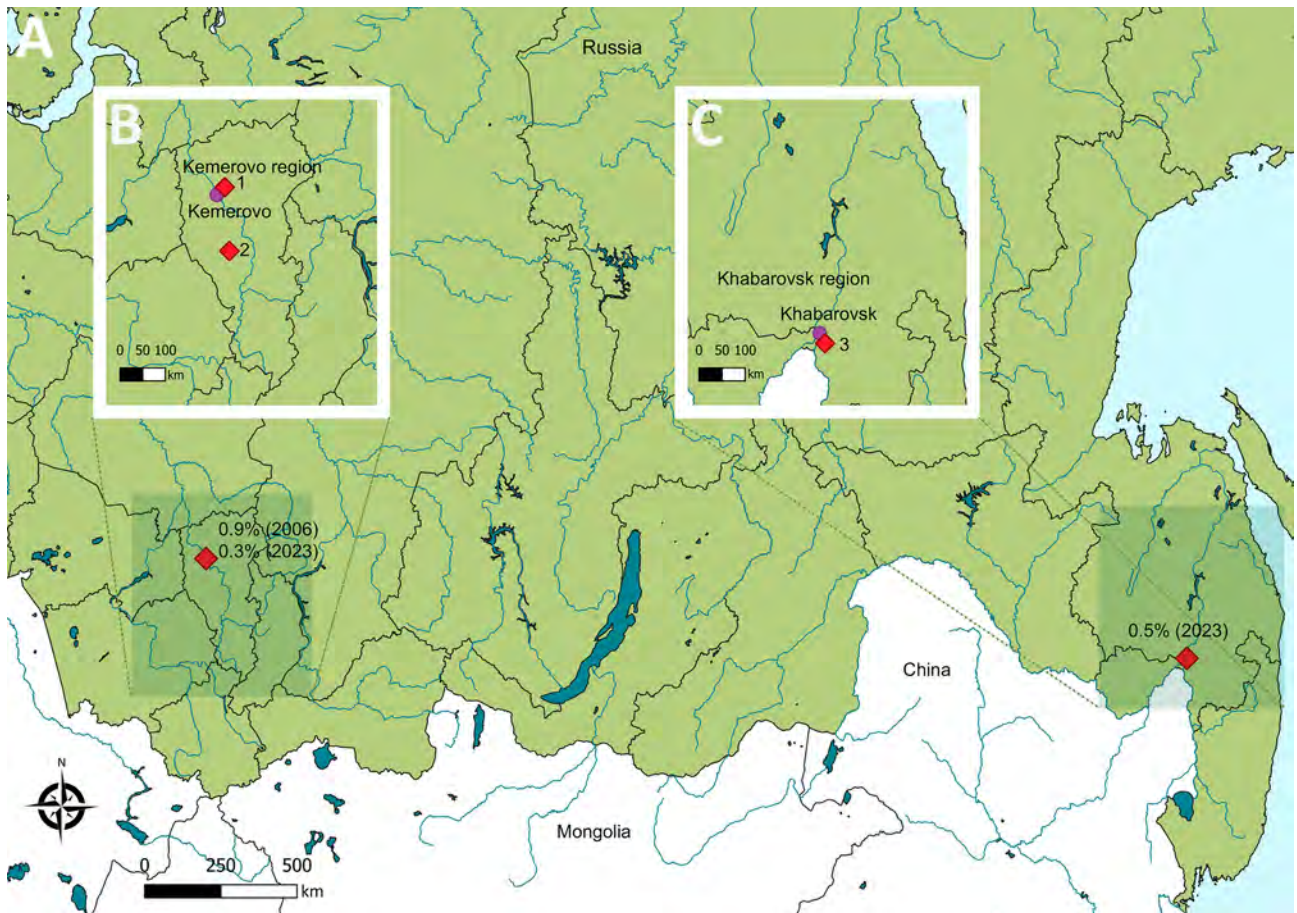 A
Russia
B
Kemerovo region
1
Kemerovo
2
0 50 100
km
C
Khabarovsk region
Khabarovsk
3
0 50 100
km
0.9% (2006)
0.3% (2023)
0.5% (2023)
China
Mongolia
N
0 250 500
km